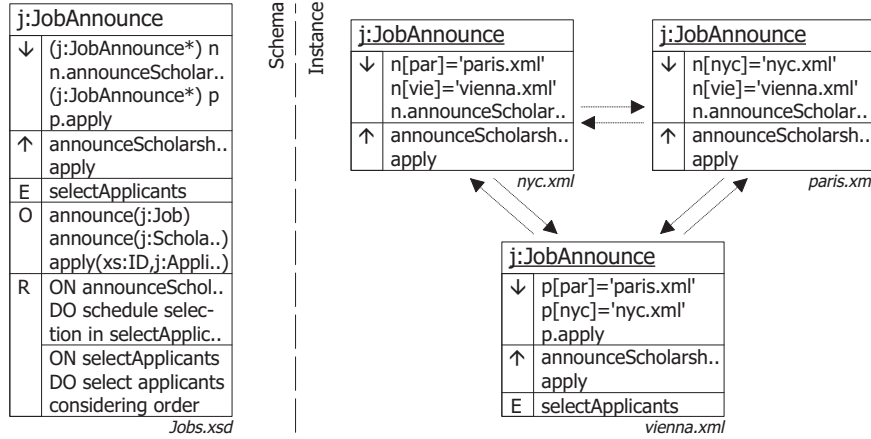 j:JobAnnounce
↓ (j:JobAnnounce*) n
n.announceScholar..
(j:JobAnnounce*) p
p.apply
↑ announceScholarsh..
apply
E selectApplicants
O announce(j:Job)
announce(j:Schola..)
apply(xs:ID,j:Appli..)
R ON announceSchol..
DO schedule selec-
tion in selectApplic..
ON selectApplicants
DO select applicants
considering order
Jobs.xsd
Schema
Instance
j:JobAnnounce
↓ n[par]='paris.xml'
n[vie]='vienna.xml'
n.announceScholar..
↑ announceScholarsh..
apply
nyc.xml
j:JobAnnounce
↓ n[nyc]='nyc.xml'
n[vie]='vienna.xml'
n.announceScholar..
↑ announceScholarsh..
apply
paris.xm
j:JobAnnounce
↓ p[par]='paris.xml'
p[nyc]='nyc.xml'
p.apply
↑ announceScholarsh..
apply
E selectApplicants
vienna.xml